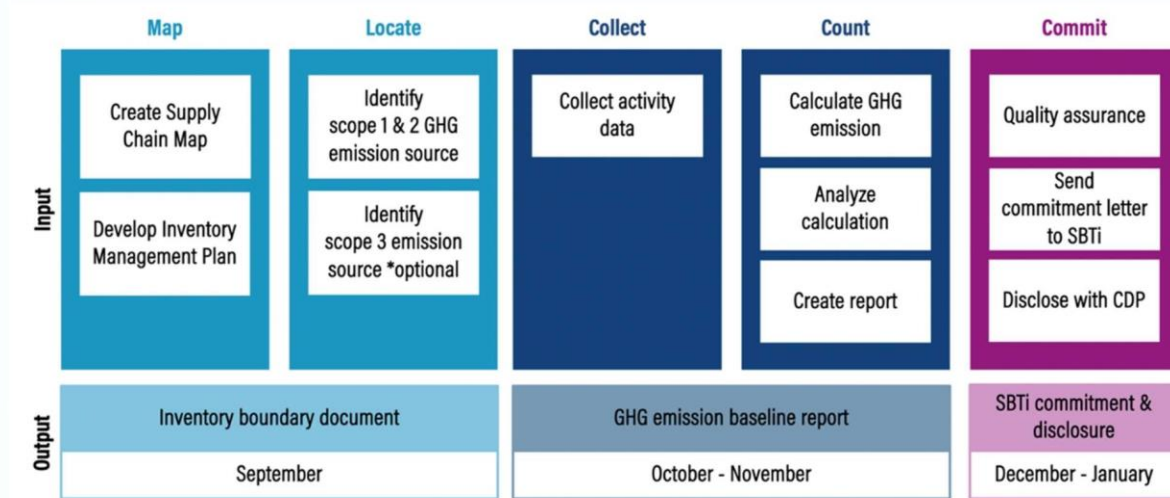 Map
Locate
Collect
Count
Commit
Input
Create Supply
Chain Map
Develop Inventory
Management Plan
Identify
scope 1 & 2 GHG
emission source
Identify
scope 3 emission
source *optional
Collect activity
data
Calculate GHG
emission
Analyze
calculation
Create report
Quality assurance
Send
commitment letter
to SBTi
Disclose with CDP
Output
Inventory boundary document
GHG emission baseline report
SBTi commitment &
disclosure
September
October - November
December - January